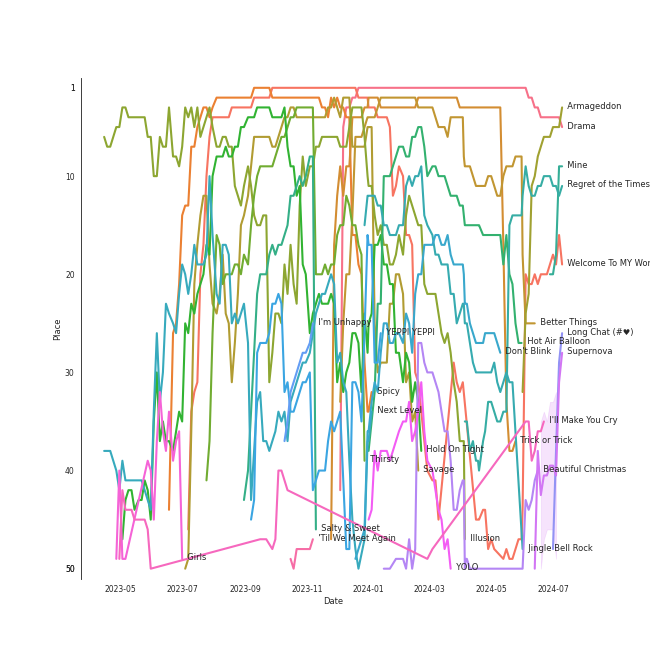 1
Armageddon
Drama
Mine
10
Regret of the Times
Welcome To MY Wor
20
I'm Unhappy
Better Things
YEPPI YEPPI
Long Chat (#♥)
Hot Air Balloon
Don't Blink
Supernova
30
Spicy
Next Level
I'll Make You Cry
Trick or Trick
Hold On Tight
Thirsty
40
Savage
Beautiful Christmas
Salty & Sweet
'Til We Meet Again
Illusion
Jingle Bell Rock
Girls
50
YOLO
Place
2023-05
2023-07
2023-09
2023-11
2024-01
2024-03
2024-05
2024-07
Date